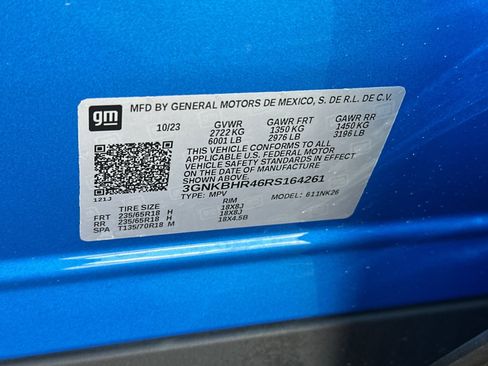 gm
MFD BY GENERAL MOTORS DE MEXICO, S. DE R.L. DE C.V.
10/23 GVWR GAWR FRT GAWR RR
2722 KG 1350 KG 1450 KG
6001 LB 2976 LB 3196 LB
THIS VEHICLE CONFORMS TO ALL
APPLICABLE U.S. FEDERAL MOTOR
VEHICLE SAFETY STANDARDS IN EFFECT
ON THE DATE OF MANUFACTURE
SHOWN ABOVE.
3GNKBHR46RS164261
TYPE: MPV MODEL: 611NK26
121J
TIRE SIZE RIM
FRT 235/65R18 H 18X8J
RR 235/65R18 H 18X8J
SPA T135/70R18 M 18X4.5B